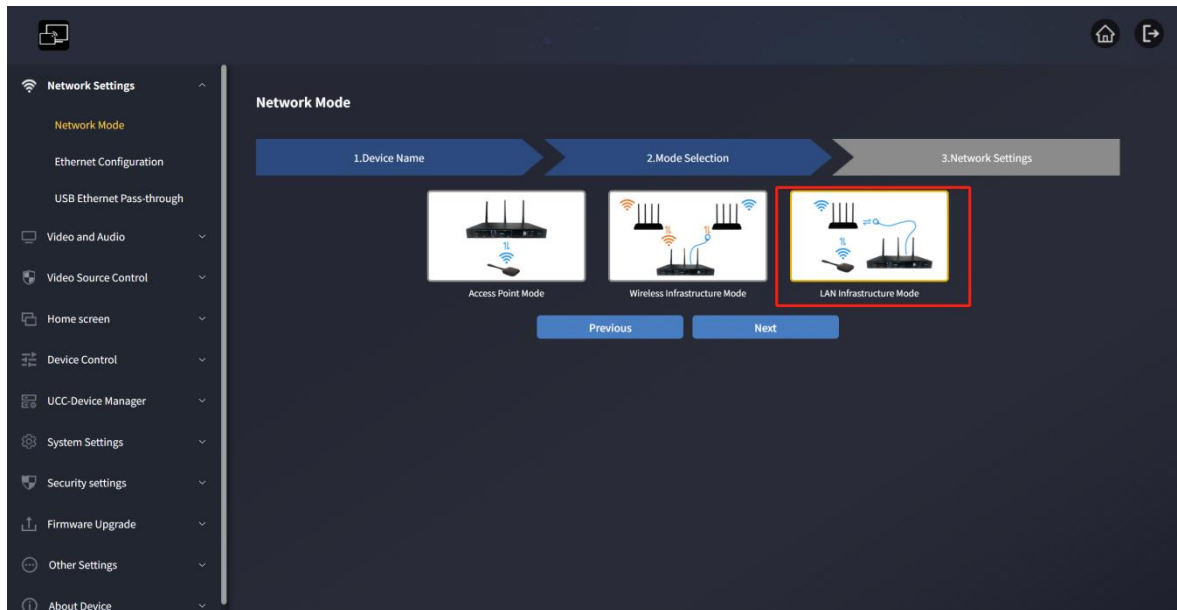 Network Settings
Network Mode
Ethernet Configuration
USB Ethernet Pass-through
Video and Audio
Video Source Control
Home screen
Device Control
UCC-Device Manager
System Settings
Security settings
Firmware Upgrade
Other Settings
About Device
Network Mode
1.Device Name
2.Mode Selection
3.Network Settings
Access Point Mode
Wireless Infrastructure Mode
LAN Infrastructure Mode
Previous
Next